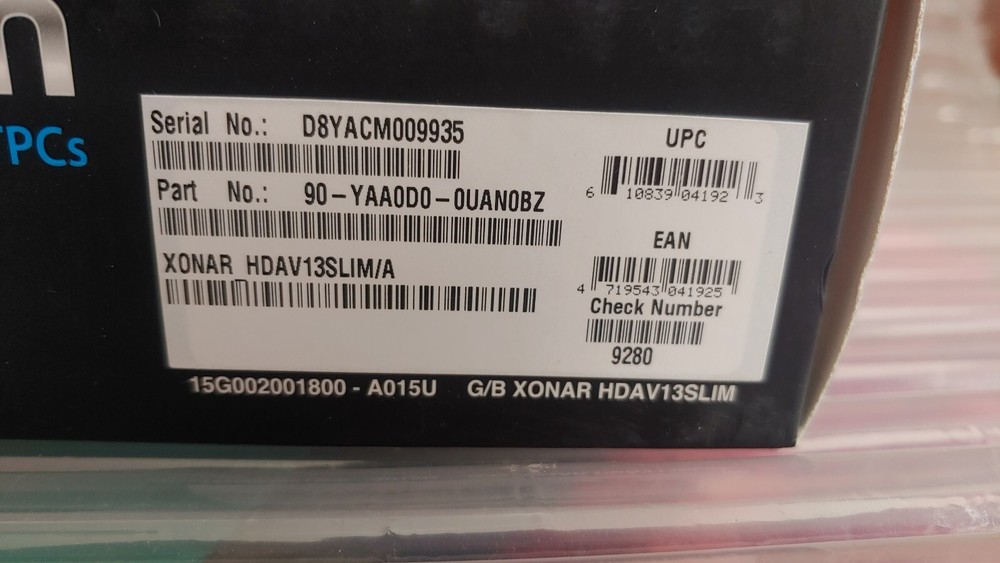 TPCs
Serial No.: D8YACM009935
Part No.: 90-YAA0D0-0UAN0BZ
XONAR HDAV13SLIM/A
UPC
6 10839 04192 3
EAN
4 719543 041925
Check Number
9280
15G002001800 - A015U G/B XONAR HDAV13SLIM